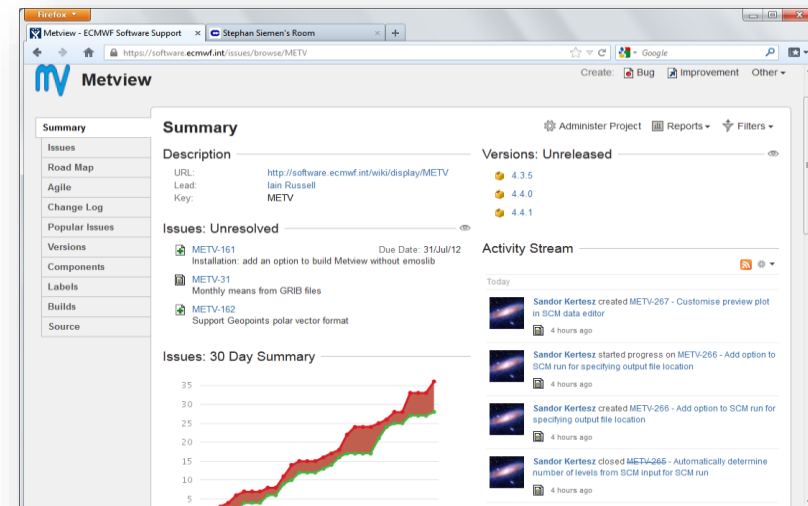 Firefox
Metview - ECMWF Software Support
Stephan Siemen's Room
https://software.ecmwf.int/issues/browse/METV
Google
Metview
Create: Bug Improvement Other
Summary
Issues
Road Map
Agile
Change Log
Popular Issues
Versions
Components
Labels
Builds
Source
Summary
Administer Project Reports Filters
Description
URL: http://software.ecmwf.int/wiki/display/METV
Lead: Iain Russell
Key: METV
Issues: Unresolved
METV-161 Due Date: 31/Jul/12
Installation: add an option to build Metview without emoslib
METV-31
Monthly means from GRIB files
METV-162
Support Geopoints polar vector format
Issues: 30 Day Summary
35
30
25
20
15
10
5
Versions: Unreleased
4.3.5
4.4.0
4.4.1
Activity Stream
Today
Sandor Kertesz created METV-267 - Customise preview plot
in SCM data editor
4 hours ago
Sandor Kertesz started progress on METV-266 - Add option to
SCM run for specifying output file location
4 hours ago
Sandor Kertesz created METV-266 - Add option to SCM run for
specifying output file location
4 hours ago
Sandor Kertesz closed METV-265 - Automatically determine
number of levels from SCM input for SCM run
4 hours ago